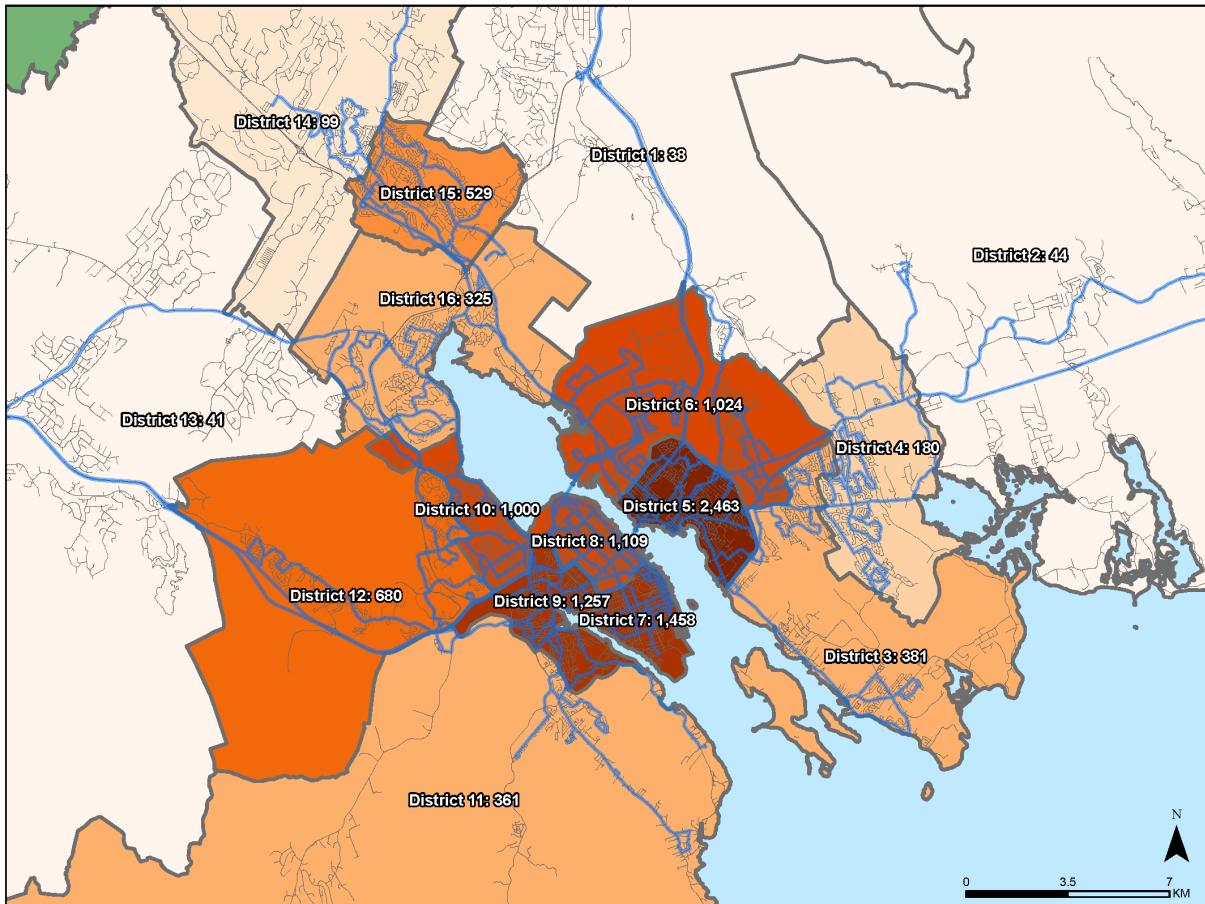 District 14: 99
District 1: 38
District 15: 529
District 2: 44
District 16: 325
District 13: 41
District 6: 1,024
District 4: 180
District 10: 1,000
District 5: 2,463
District 8: 1,109
District 12: 680
District 9: 1,257
District 7: 1,458
District 3: 381
District 11: 361
N
0 3.5 7
KM